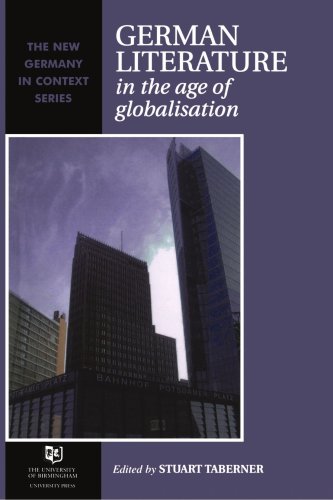 THE NEW
GERMANY
IN CONTEXT
SERIES
GERMAN
LITERATURE
in the age of
globalisation
BAHNHOF POTSDAMER PLATZ
THE UNIVERSITY
OF BIRMINGHAM
UNIVERSITY PRESS
Edited by STUART TABERNER